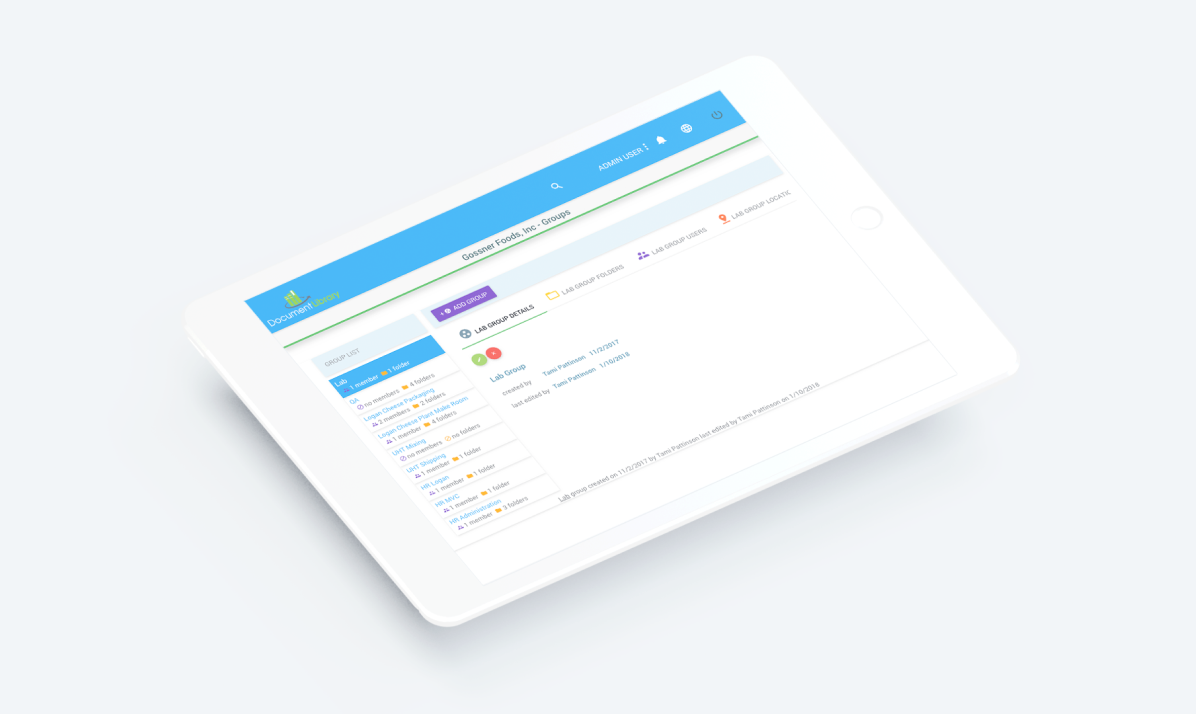 ADMIN USER
DocumentLibrary
Gossner Foods, Inc - Groups
ADD GROUP
GROUP LIST
LAB GROUP DETAILS
LAB GROUP FOLDERS
LAB GROUP USERS
LAB GROUP LOCATIC
Lab
1 member 1 folder
QA
no members 4 folders
Logan Cheese Packaging
2 members 2 folders
Logan Cheese Plant Make Room
1 member 4 folders
UHT Mixing
no members no folders
UHT Shipping
1 member 1 folder
HR Logan
1 member 1 folder
HR MVC
1 member 1 folder
HR Administration
1 member 3 folders
Lab Group
created by Tami Pattinson 11/2/2017
last edited by Tami Pattinson 1/10/2018
Lab group created on 11/2/2017 by Tami Pattinson last edited by Tami Pattinson on 1/10/2018